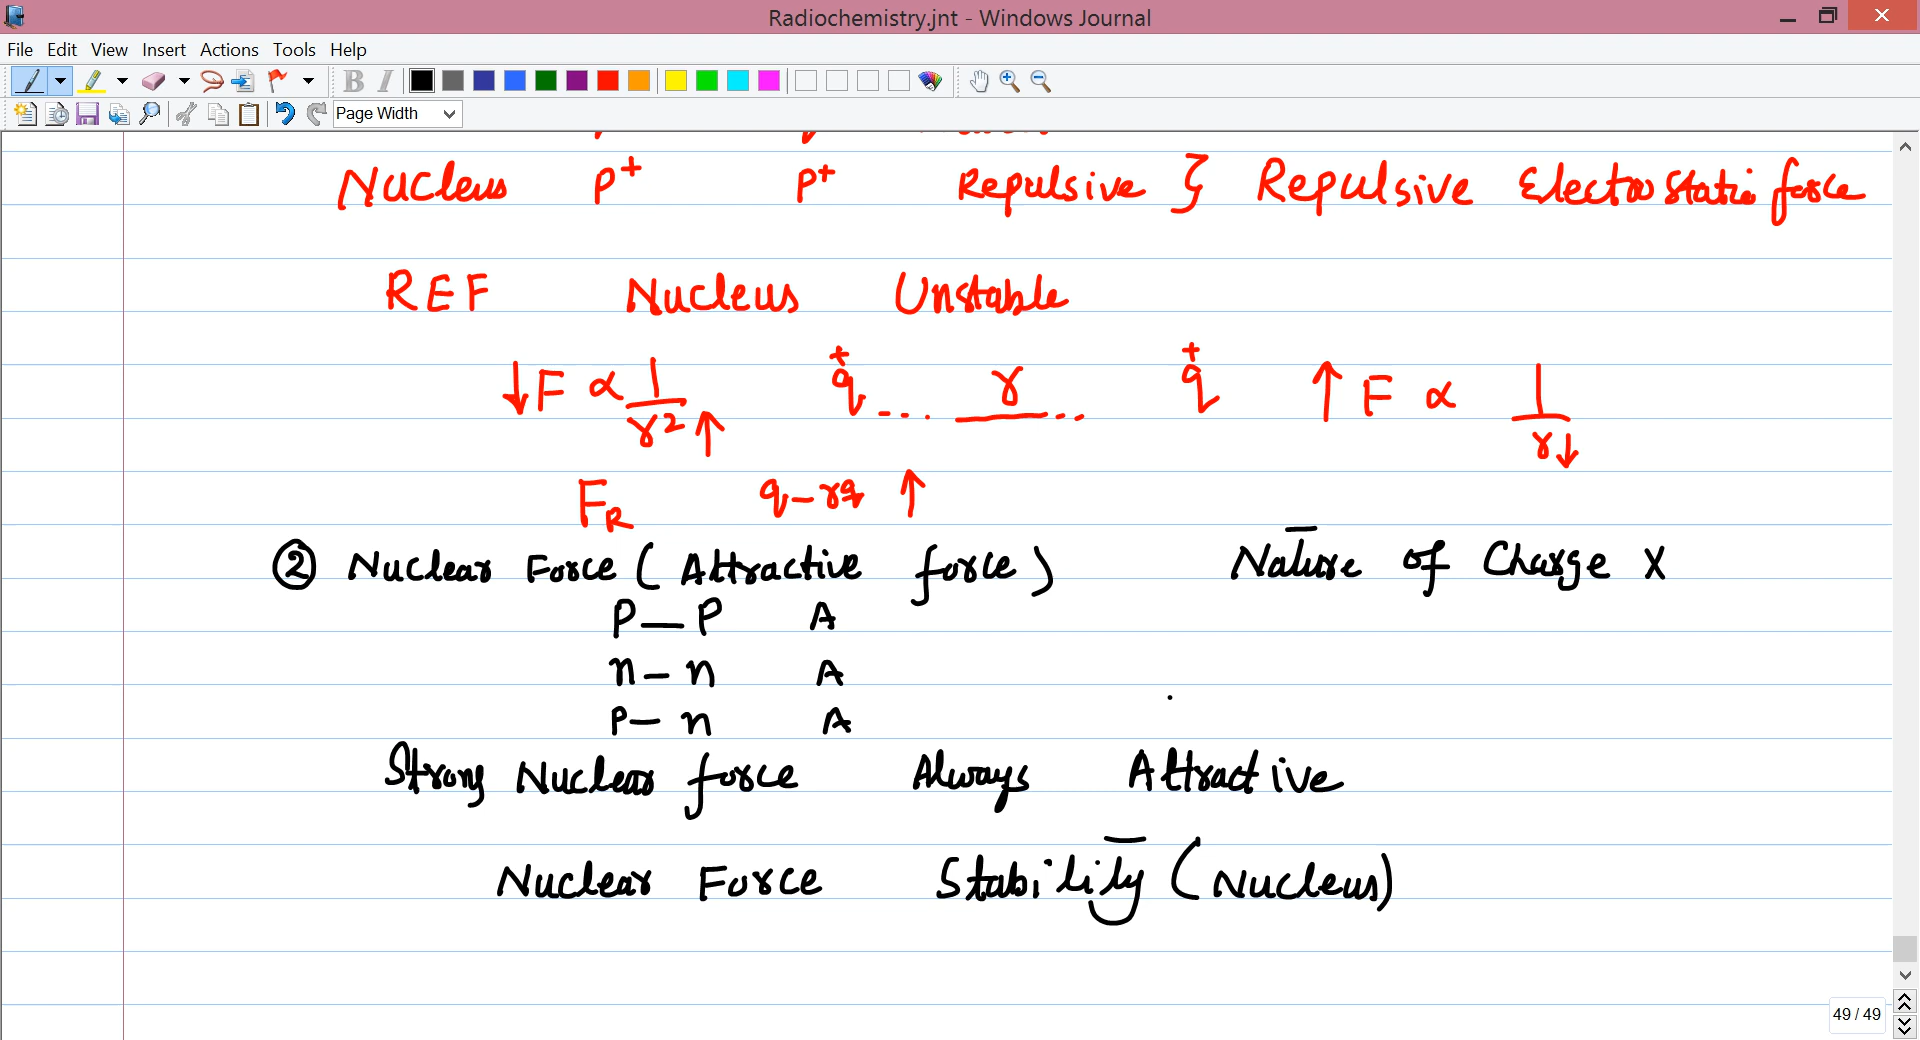 Radiochemistry.jnt - Windows Journal
File Edit View Insert Actions Tools Help
B I
Page Width
Nucleus p+ p+ Repulsive } Repulsive Electrostatic force
REF Nucleus Unstable
↓F ∝ 1/r2↑ +q ... r ... +q ↑F ∝ 1/r↓
FR q-rq ↑
② Nuclear Force (Attractive force) Nature of Charge X
P—P A
n—n A
P—n A
Strong Nuclear force Always Attractive
Nuclear Force Stability (Nucleus)
49 / 49